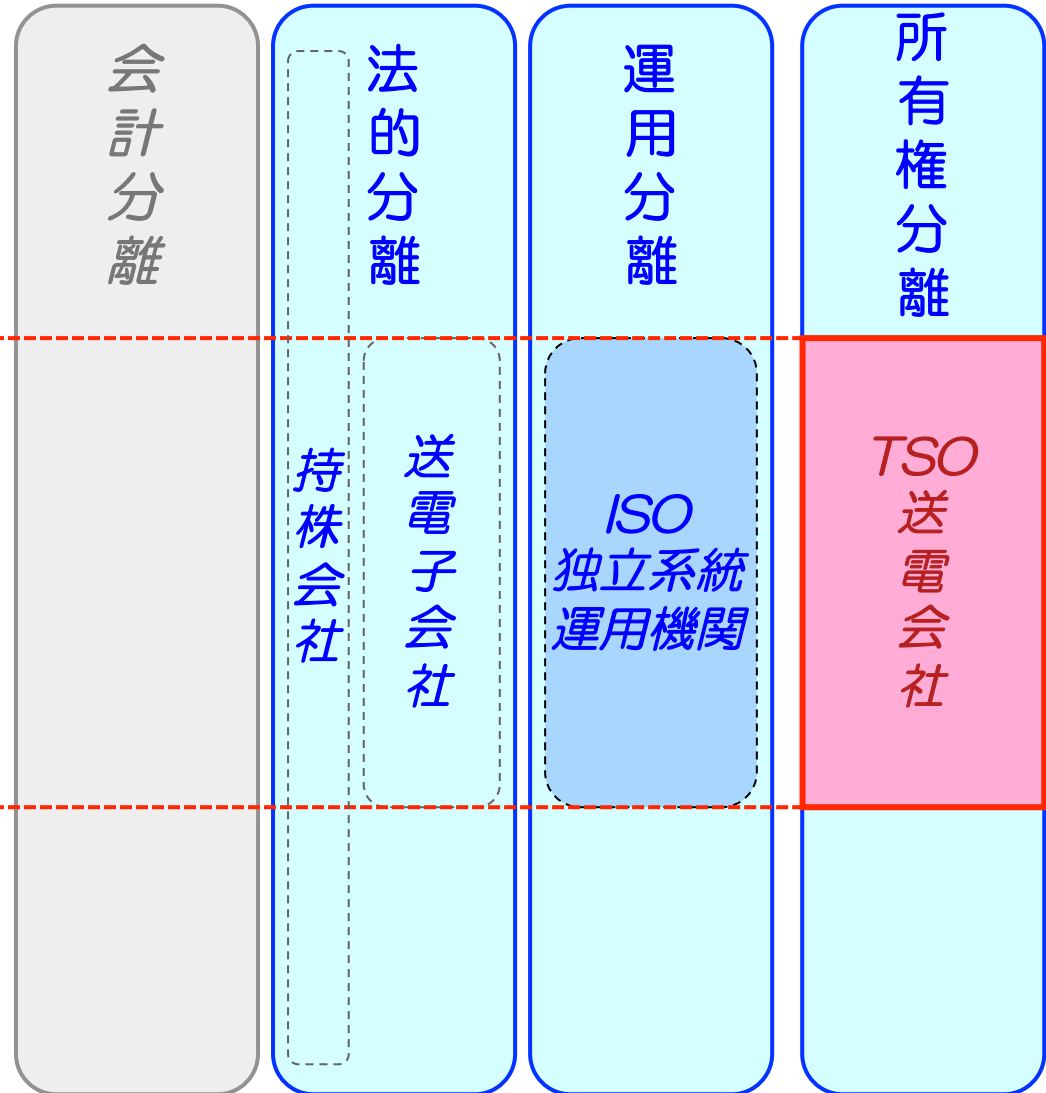 会計分離
法的分離
運用分離
所有権分離
持株会社
送電子会社
ISO
独立系統
運用機関
TSO
送電会社